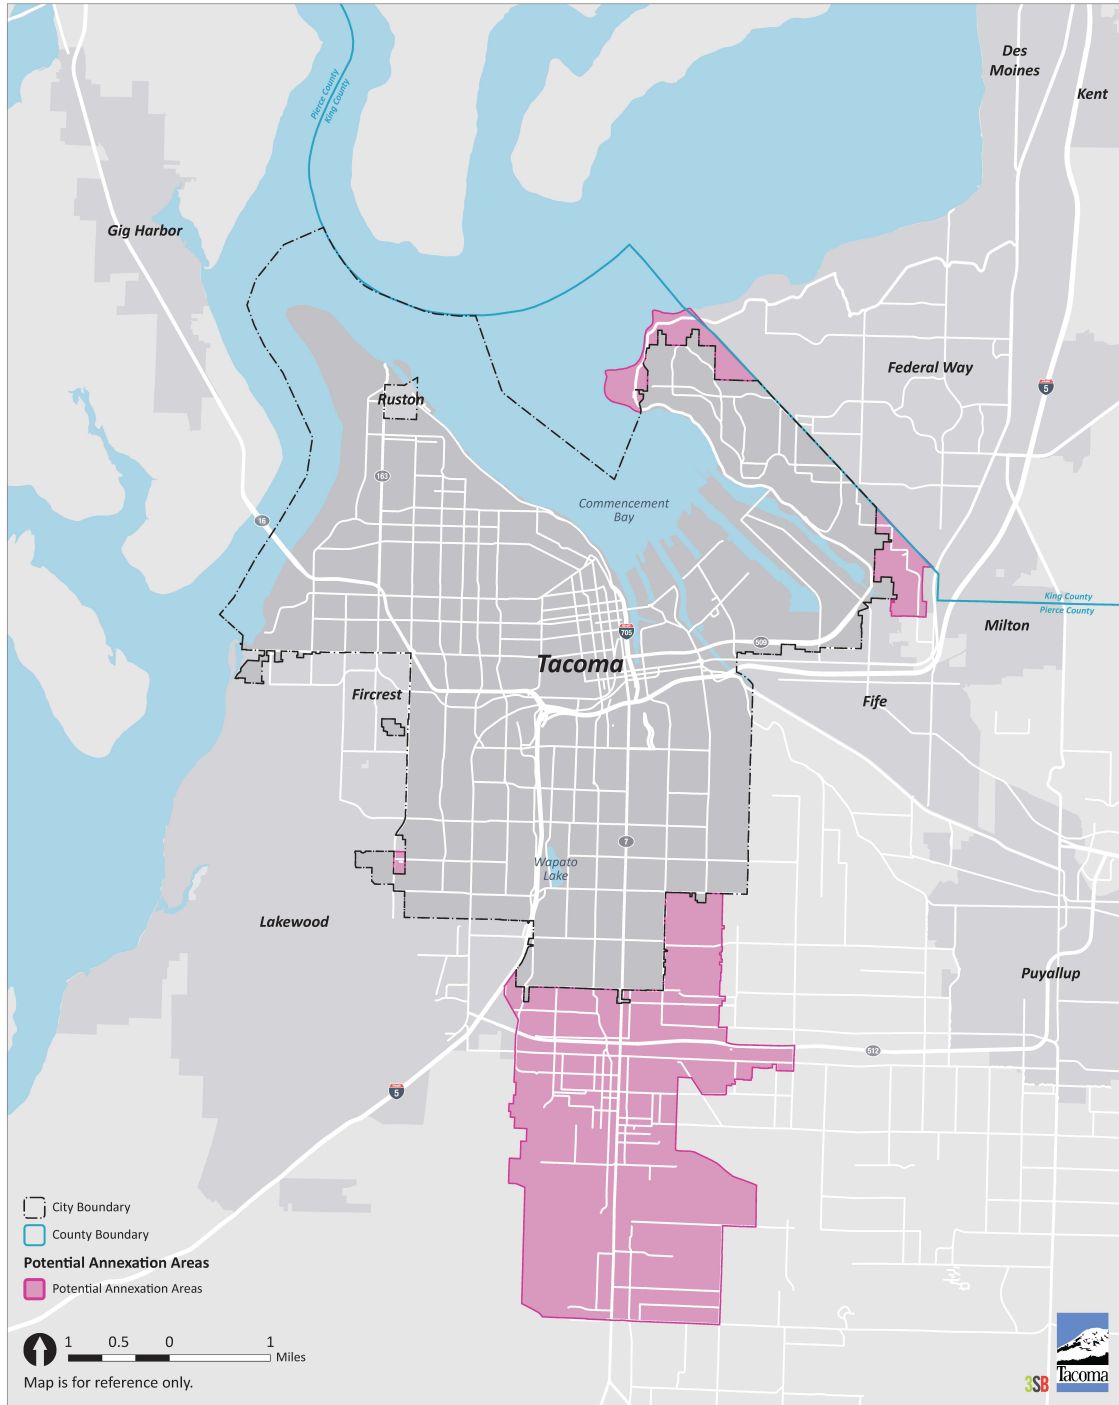 Des
Moines
Kent
Pierce County
King County
Gig Harbor
Federal Way
5
Ruston
163
Commencement
Bay
16
King County
Pierce County
Milton
705
509
Tacoma
Fircrest
Fife
7
Wapato
Lake
Lakewood
Puyallup
512
5
City Boundary
County Boundary
Potential Annexation Areas
Potential Annexation Areas
1 0.5 0 1
Miles
Map is for reference only.
3SB
Tacoma